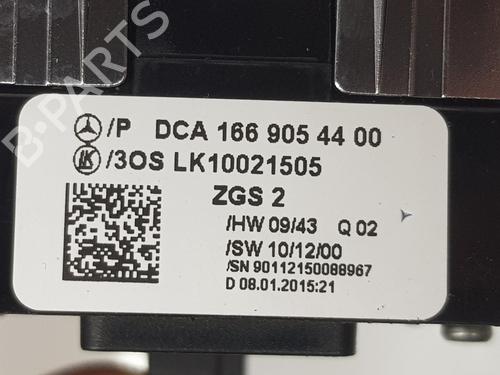 /P DCA 166 905 44 00
LK /3OS LK10021505
ZGS 2
/HW 09/43 Q 02
/SW 10/12/00
/SN 90112150088967
D 08.01.2015:21
B-PARTS